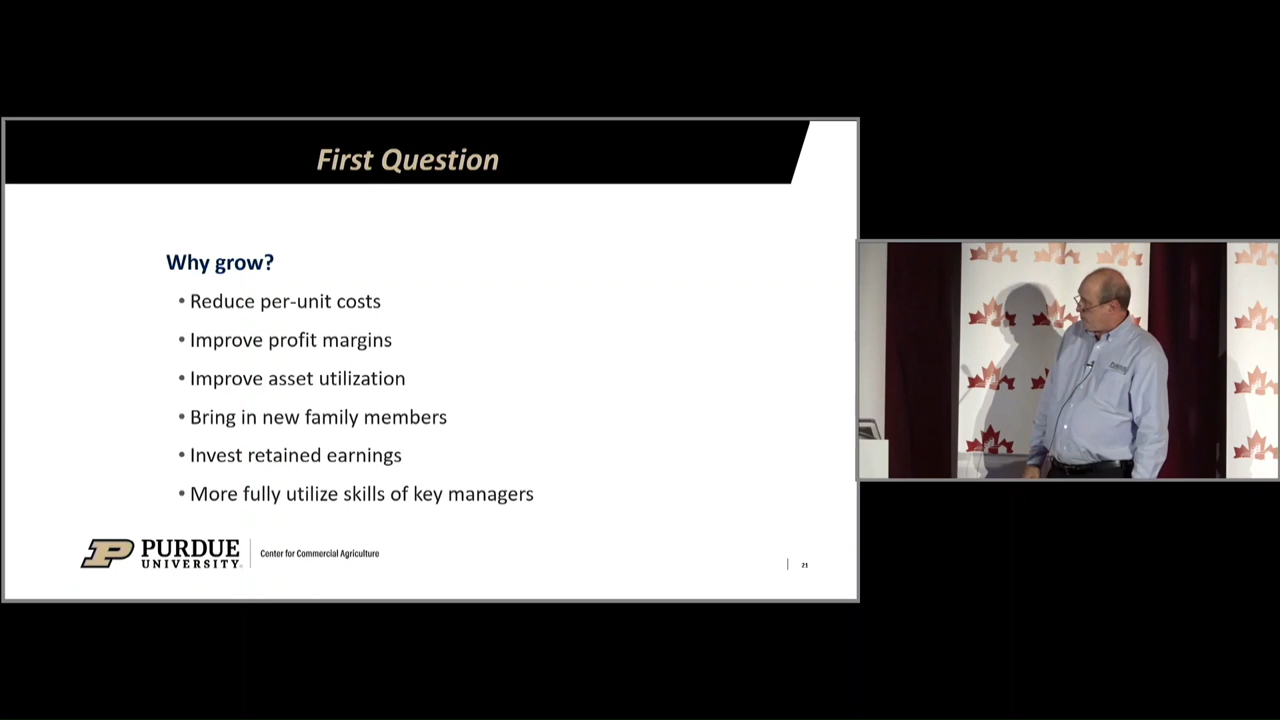 First Question
Why grow?
• Reduce per-unit costs
• Improve profit margins
• Improve asset utilization
• Bring in new family members
• Invest retained earnings
• More fully utilize skills of key managers
PURDUE
UNIVERSITY
Center for Commercial Agriculture
21